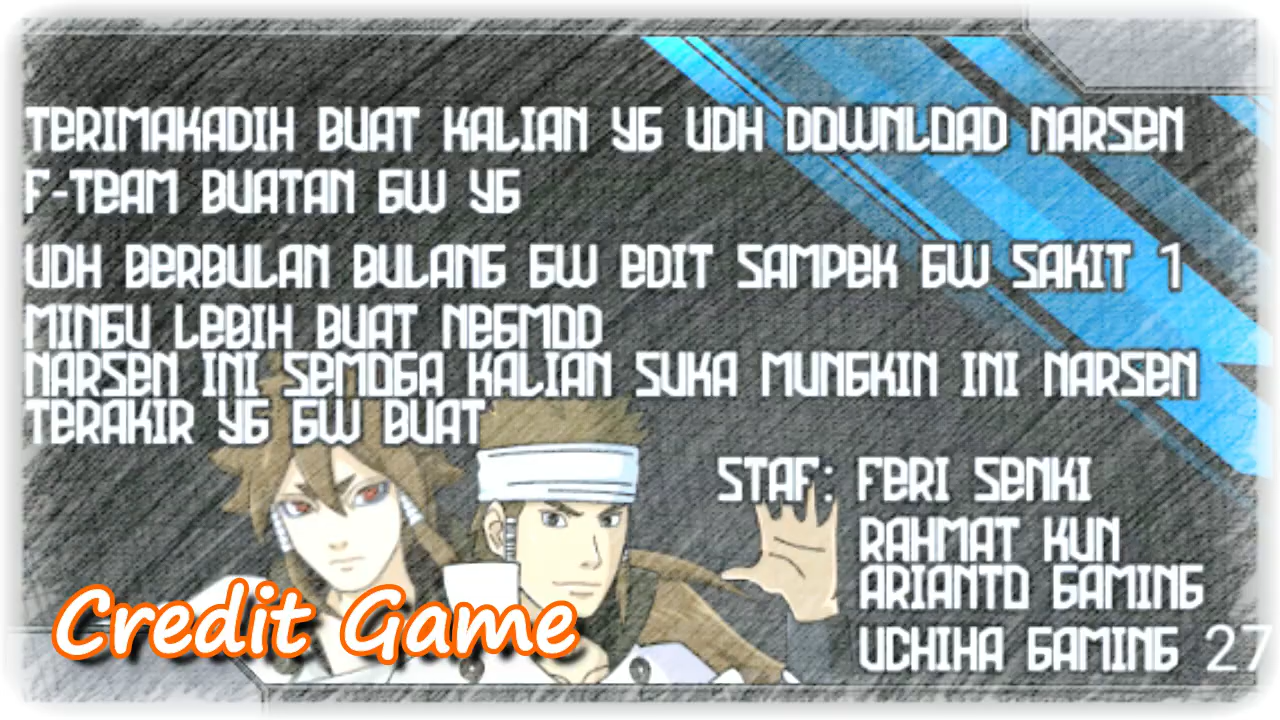 TERIMAKADIH BUAT KALIAN YG UDH DOWNLOAD NARSEN
F-TEAM BUATAN GW YG
UDH BERBULAN BULANG GW EDIT SAMPEK GW SAKIT 1
MINGU LEBIH BUAT NEGMOD
NARSEN INI SEMOGA KALIAN SUKA MUNGKIN INI NARSEN
TERAKIR YG GW BUAT
STAF: FERI SENKI
RAHMAT KUN
ARIANTO GAMING
UCHIHA GAMING 27
Credit Game